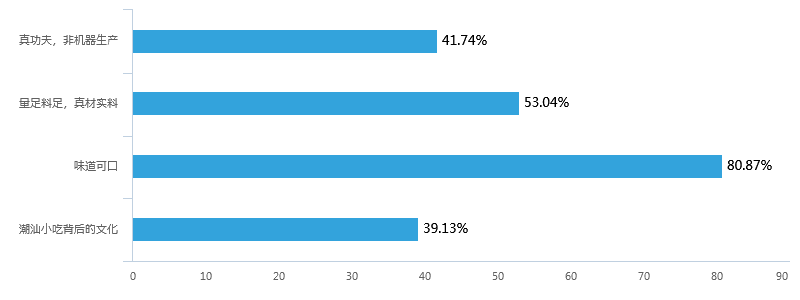 真功夫，非机器生产
41.74%
量足料足，真材实料
53.04%
味道可口
80.87%
潮汕小吃背后的文化
39.13%
0 10 20 30 40 50 60 70 80 90